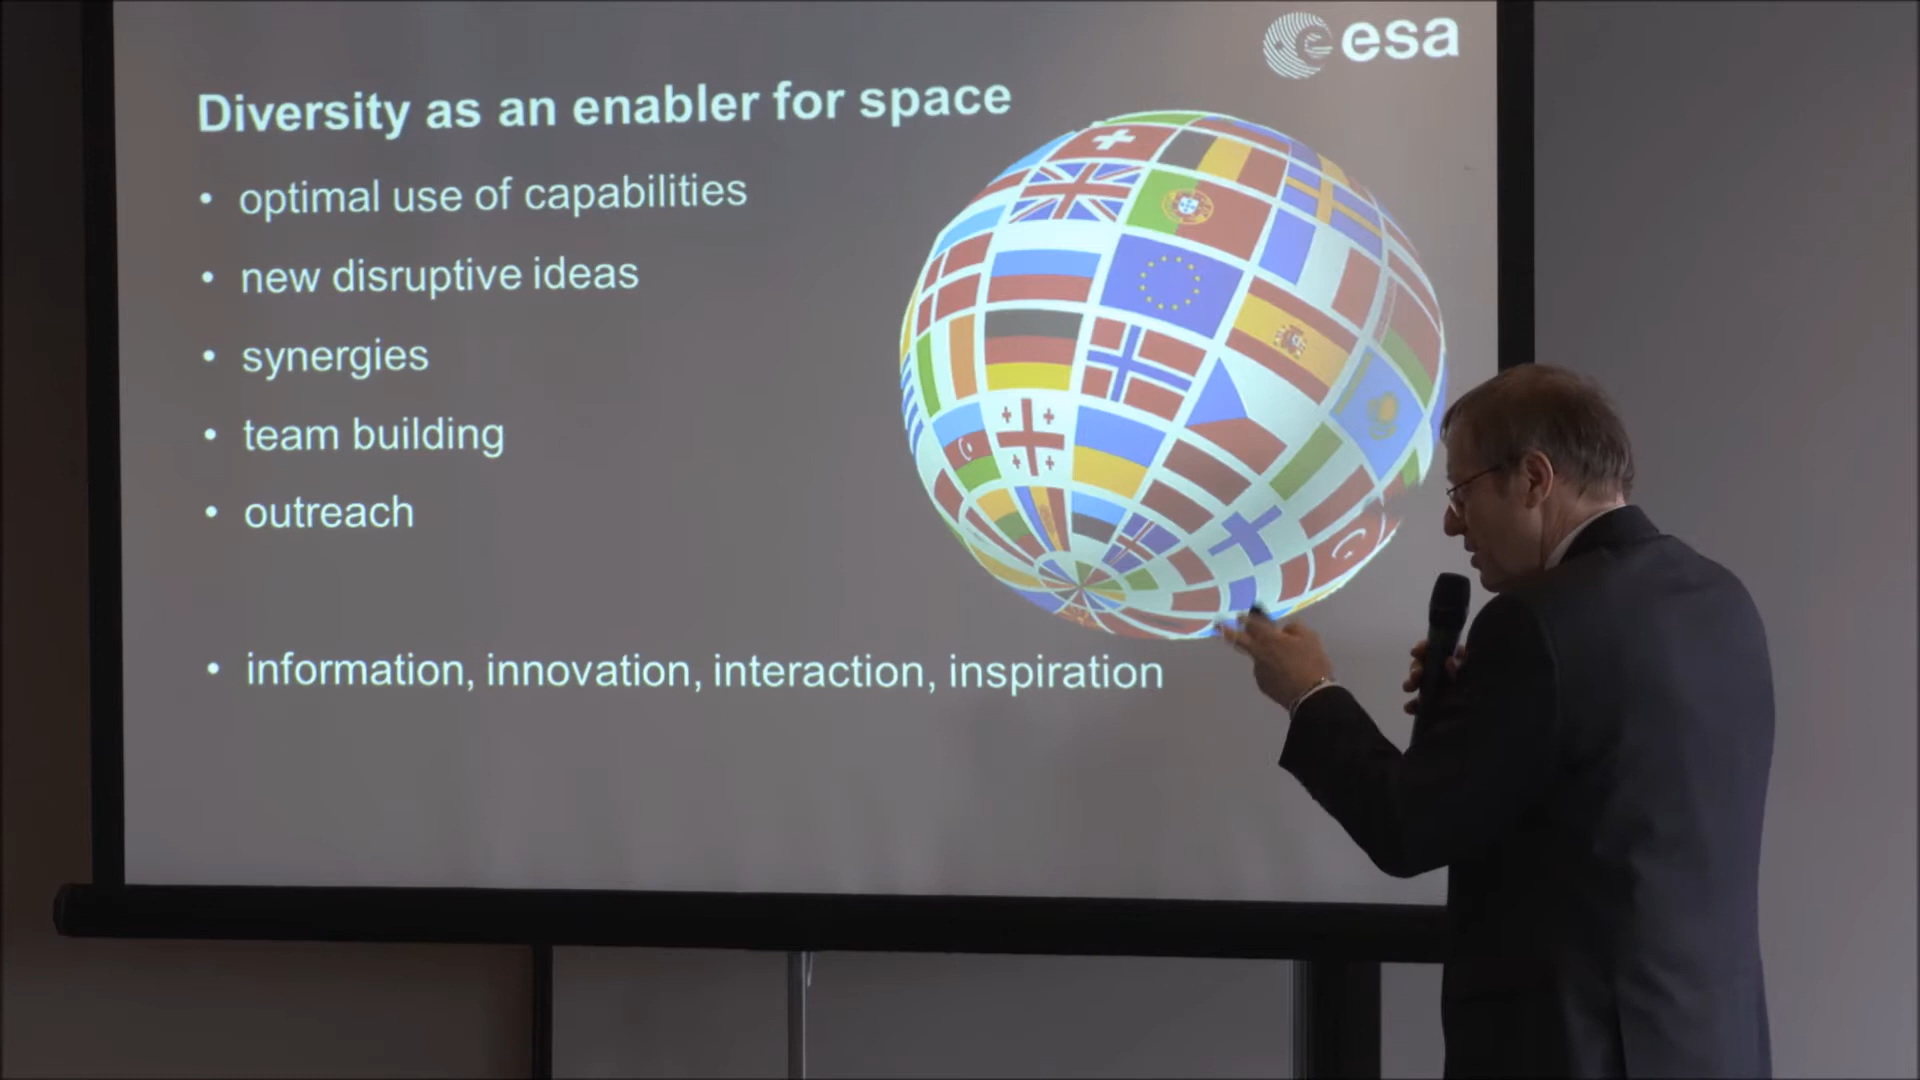 esa
Diversity as an enabler for space
• optimal use of capabilities
• new disruptive ideas
• synergies
• team building
• outreach
• information, innovation, interaction, inspiration